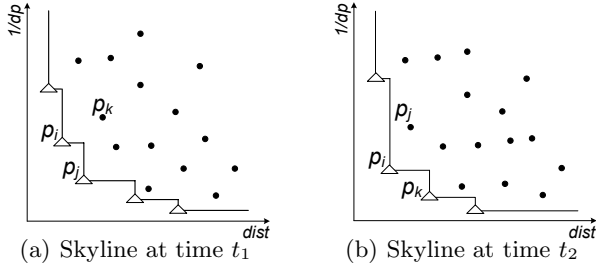 1/dp
p_k
p_i
p_j
dist
(a) Skyline at time t_1
1/dp
p_j
p_i
p_k
dist
(b) Skyline at time t_2